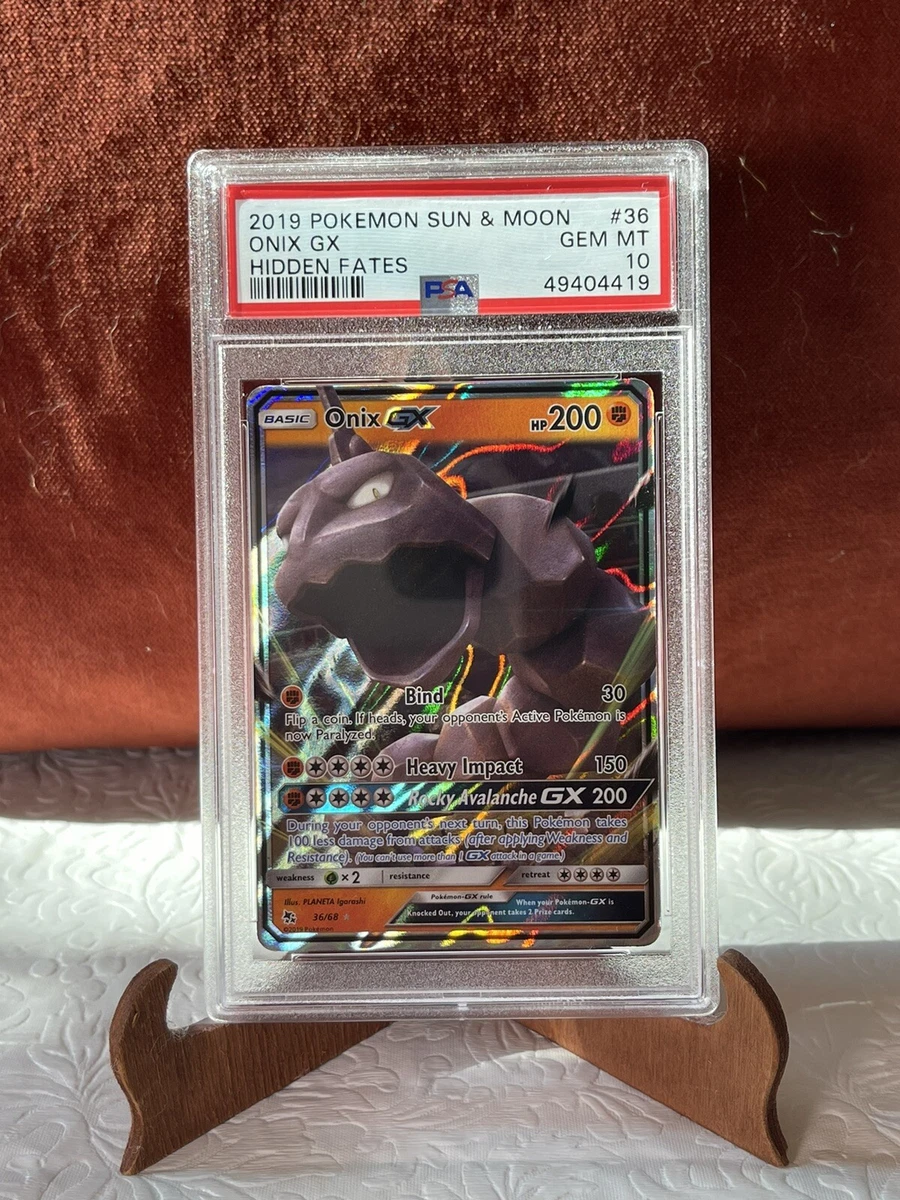 2019 POKEMON SUN & MOON #36
ONIX GX GEM MT
HIDDEN FATES 10
PSA 49404419
BASIC Onix GX HP200
Bind 30
Flip a coin. If heads, your opponent's Active Pokémon is
now Paralyzed.
Heavy Impact 150
Rocky Avalanche GX 200
During your opponent's next turn, this Pokémon takes
100 less damage from attacks (after applying Weakness and
Resistance). (You can't use more than 1 GX attack in a game.)
weakness ×2 resistance retreat
Illus. PLANETA Igarashi Pokémon-GX rule When your Pokémon-GX is
36/68 Knocked Out, your opponent takes 2 Prize cards.
©2019 Pokémon